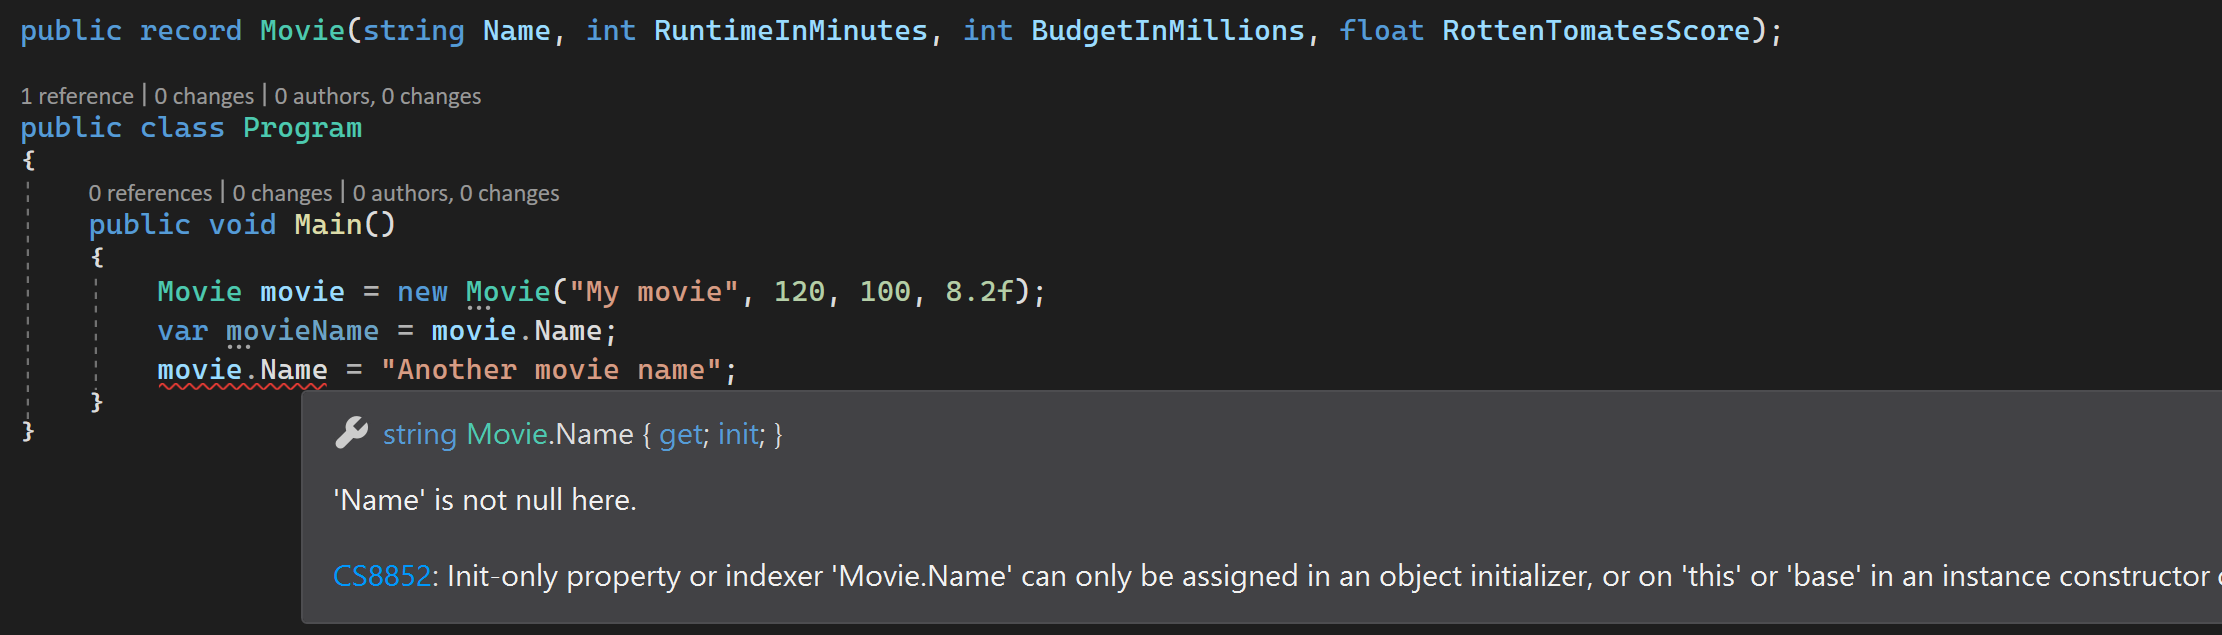 public record Movie(string Name, int RuntimeInMinutes, int BudgetInMillions, float RottenTomatesScore);
1 reference | 0 changes | 0 authors, 0 changes
public class Program
{
0 references | 0 changes | 0 authors, 0 changes
public void Main()
{
Movie movie = new Movie("My movie", 120, 100, 8.2f);
var movieName = movie.Name;
movie.Name = "Another movie name";
}
}
string Movie.Name { get; init; }
'Name' is not null here.
CS8852: Init-only property or indexer 'Movie.Name' can only be assigned in an object initializer, or on 'this' or 'base' in an instance constructor